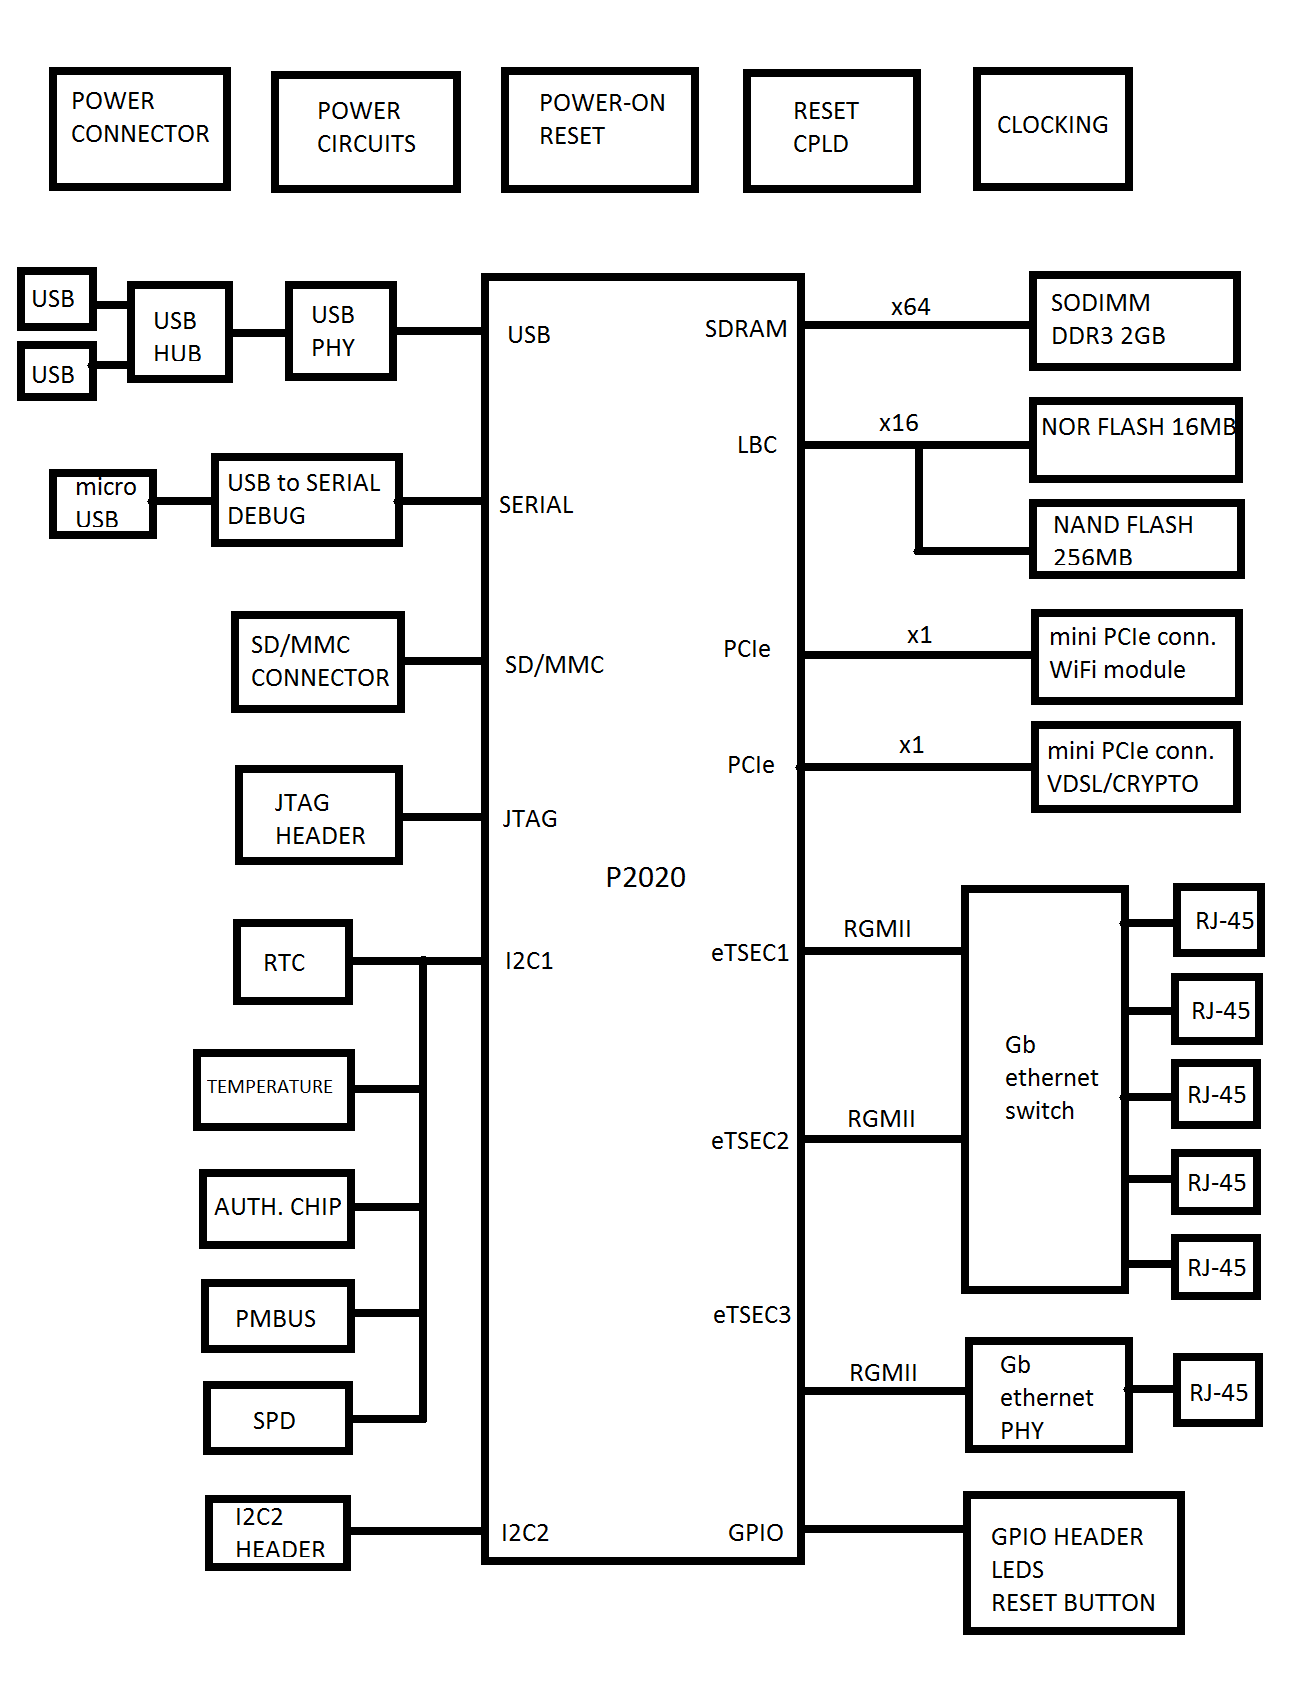 POWER
CONNECTOR
POWER
CIRCUITS
POWER-ON
RESET
RESET
CPLD
CLOCKING
USB
USB
USB
HUB
USB
PHY
USB
micro
USB
USB to SERIAL
DEBUG
SERIAL
SD/MMC
CONNECTOR
SD/MMC
JTAG
HEADER
JTAG
P2020
RTC
I2C1
TEMPERATURE
AUTH. CHIP
PMBUS
SPD
I2C2
HEADER
I2C2
SDRAM
x64
SODIMM
DDR3 2GB
LBC
x16
NOR FLASH 16MB
NAND FLASH
256MB
PCIe
x1
mini PCIe conn.
WiFi module
PCIe
x1
mini PCIe conn.
VDSL/CRYPTO
eTSEC1
RGMII
eTSEC2
RGMII
Gb
ethernet
switch
RJ-45
RJ-45
RJ-45
RJ-45
RJ-45
eTSEC3
RGMII
Gb
ethernet
PHY
RJ-45
GPIO
GPIO HEADER
LEDS
RESET BUTTON